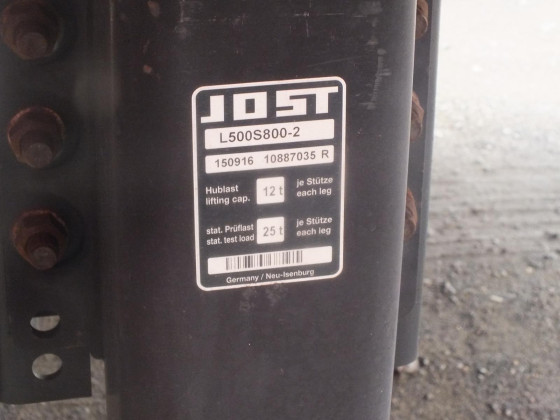 JOST
L500S800-2
150916 10887035 R
Hublast lifting cap. 12 t je Stütze each leg
stat. Prüflast stat. test load 25 t je Stütze each leg
Germany / Neu-Isenburg